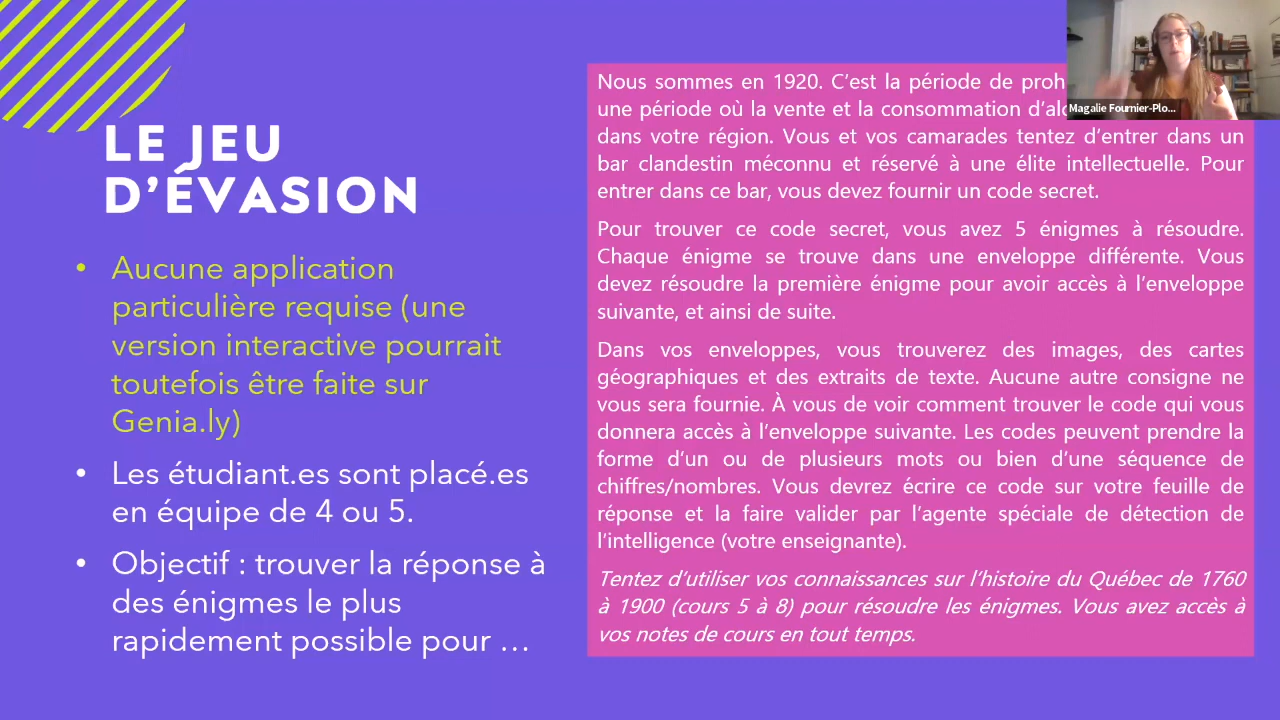 LE JEU
D’ÉVASION
• Aucune application
particulière requise (une
version interactive pourrait
toutefois être faite sur
Genia.ly)
• Les étudiant.es sont placé.es
en équipe de 4 ou 5.
• Objectif : trouver la réponse à
des énigmes le plus
rapidement possible pour …
Nous sommes en 1920. C’est la période de
une période où la vente et la consommation
dans votre région. Vous et vos camarades tentez d’entrer dans un
bar clandestin méconnu et réservé à une élite intellectuelle. Pour
entrer dans ce bar, vous devez fournir un code secret.
Pour trouver ce code secret, vous avez 5 énigmes à résoudre.
Chaque énigme se trouve dans une enveloppe différente. Vous
devez résoudre la première énigme pour avoir accès à l’enveloppe
suivante, et ainsi de suite.
Dans vos enveloppes, vous trouverez des images, des cartes
géographiques et des extraits de texte. Aucune autre consigne ne
vous sera fournie. À vous de voir comment trouver le code qui vous
donnera accès à l’enveloppe suivante. Les codes peuvent prendre la
forme d’un ou de plusieurs mots ou bien d’une séquence de
chiffres/nombres. Vous devrez écrire ce code sur votre feuille de
réponse et la faire valider par l’agente spéciale de détection de
l’intelligence (votre enseignante).
Tentez d’utiliser vos connaissances sur l’histoire du Québec de 1760
à 1900 (cours 5 à 8) pour résoudre les énigmes. Vous avez accès à
vos notes de cours en tout temps.
Magalie Fournier-Plo...